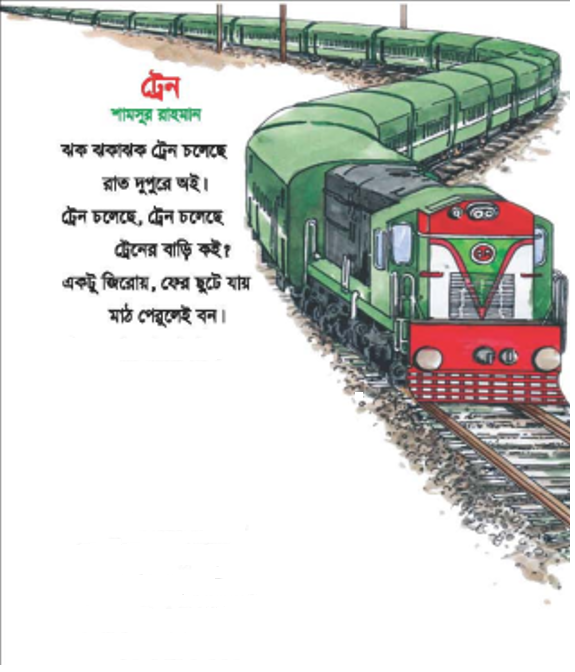 ট্রেন
শামসুর রাহমান
ঝক ঝকাঝক ট্রেন চলেছে
রাত দুপুরে অই।
ট্রেন চলেছে, ট্রেন চলেছে
ট্রেনের বাড়ি কই?
একটু জিরোয়, ফের ছুটে যায়
মাঠ পেরুলেই বন।